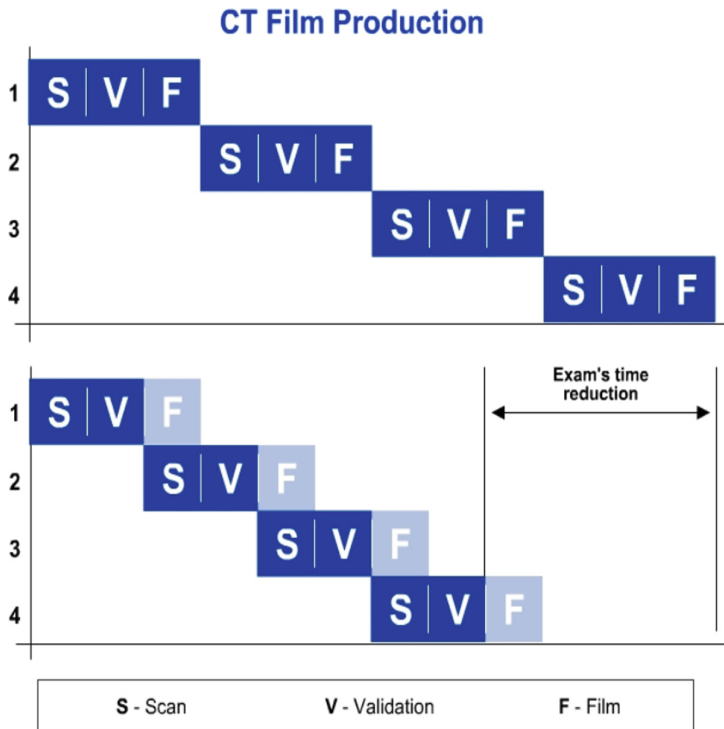 CT Film Production
1 S V F
2 S V F
3 S V F
4 S V F
Exam's time
reduction
1 S V F
2 S V F
3 S V F
4 S V F
S - Scan V - Validation F - Film